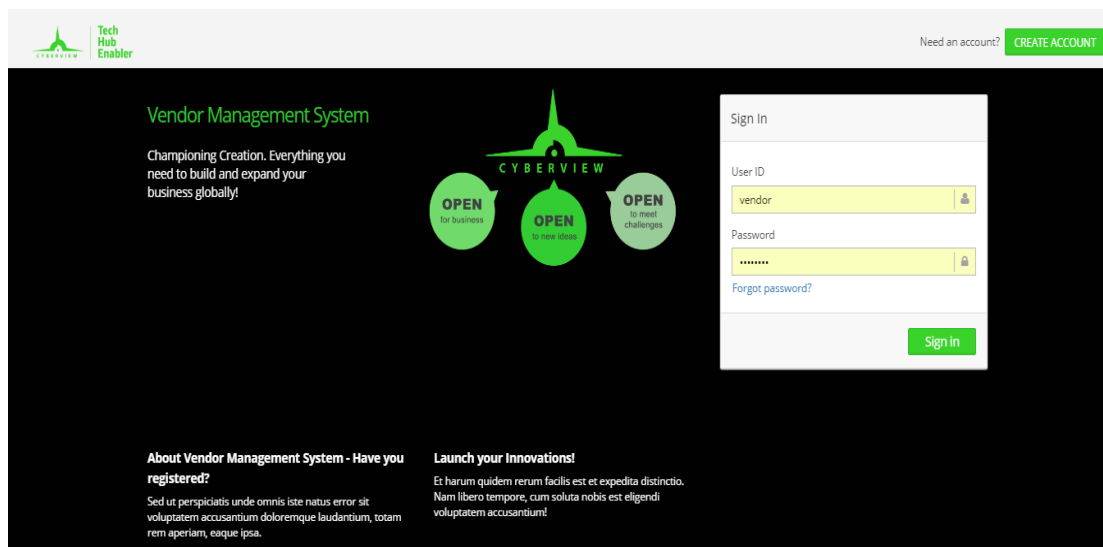 Tech
Hub
Enabler
CYBERVIEW
Need an account? CREATE ACCOUNT
Vendor Management System
Championing Creation. Everything you
need to build and expand your
business globally!
CYBERVIEW
OPEN
for business
OPEN
to new ideas
OPEN
to meet
challenges
Sign In
User ID
vendor
Password
••••••••
Forgot password?
Sign in
About Vendor Management System - Have you
registered?
Sed ut perspiciatis unde omnis iste natus error sit
voluptatem accusantium doloremque laudantium, totam
rem aperiam, eaque ipsa.
Launch your Innovations!
Et harum quidem rerum facilis est et expedita distinctio.
Nam libero tempore, cum soluta nobis est eligendi
voluptatem accusantium!